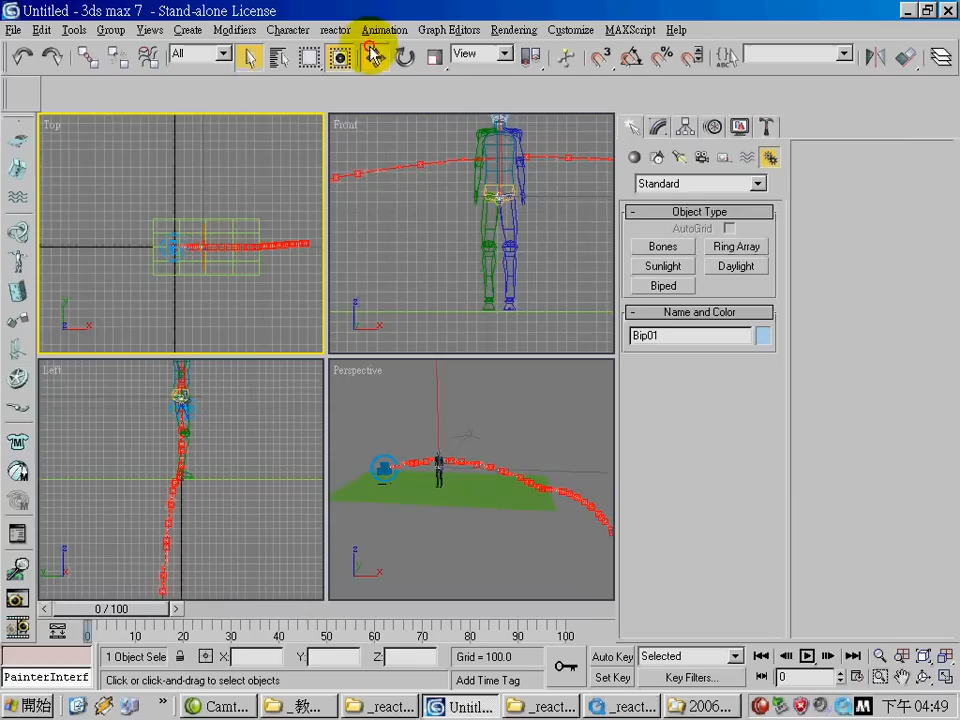 Untitled - 3ds max 7 - Stand-alone License
File Edit Tools Group Views Create Modifiers Character reactor Animation Graph Editors Rendering Customize MAXScript Help
All
View
Top
Front
Left
Perspective
Standard
Object Type
AutoGrid
Bones Ring Array
Sunlight Daylight
Biped
Name and Color
Bip01
0 / 100
0 10 20 30 40 50 60 70 80 90 100
1 Object Sele X: Y: Z: Grid = 100.0 Auto Key Selected
PainterInterf Click or click-and-drag to select objects Add Time Tag Set Key Key Filters... 0
開始 Camt... _教... _react... Untitl... _react... _react... 2006... 下午 04:49